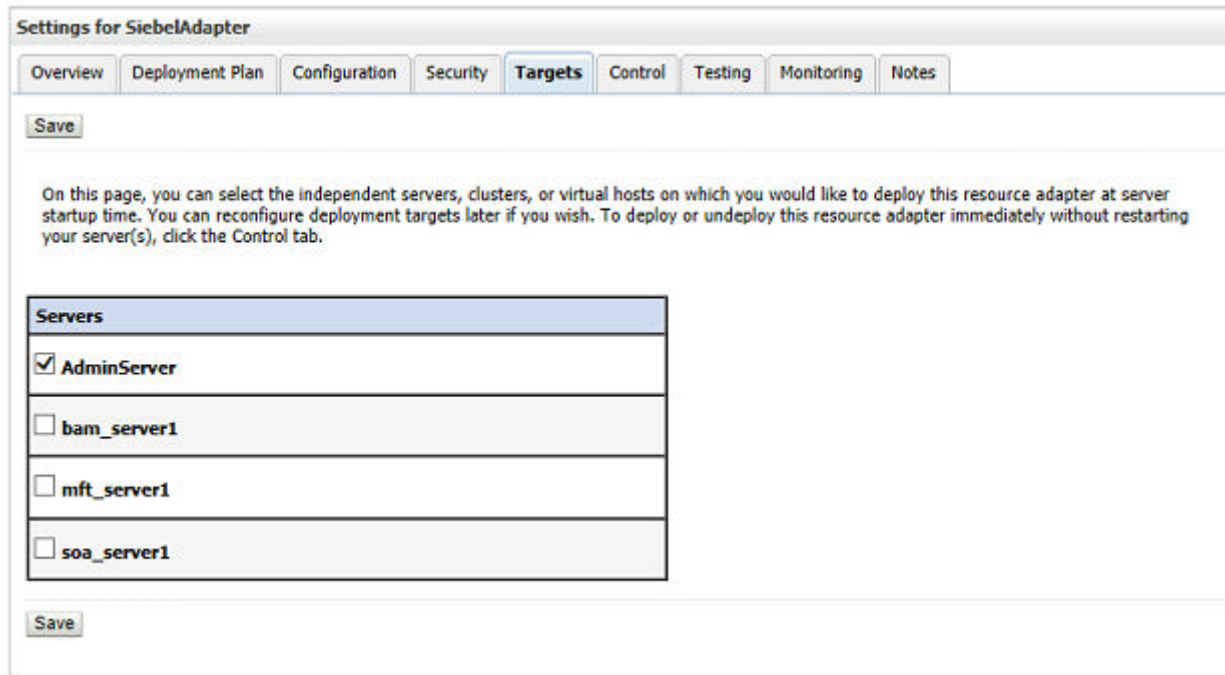 Settings for SiebelAdapter
Overview Deployment Plan Configuration Security Targets Control Testing Monitoring Notes
Save
On this page, you can select the independent servers, clusters, or virtual hosts on which you would like to deploy this resource adapter at server
startup time. You can reconfigure deployment targets later if you wish. To deploy or undeploy this resource adapter immediately without restarting
your server(s), click the Control tab.
Servers
AdminServer
bam_server1
mft_server1
soa_server1
Save